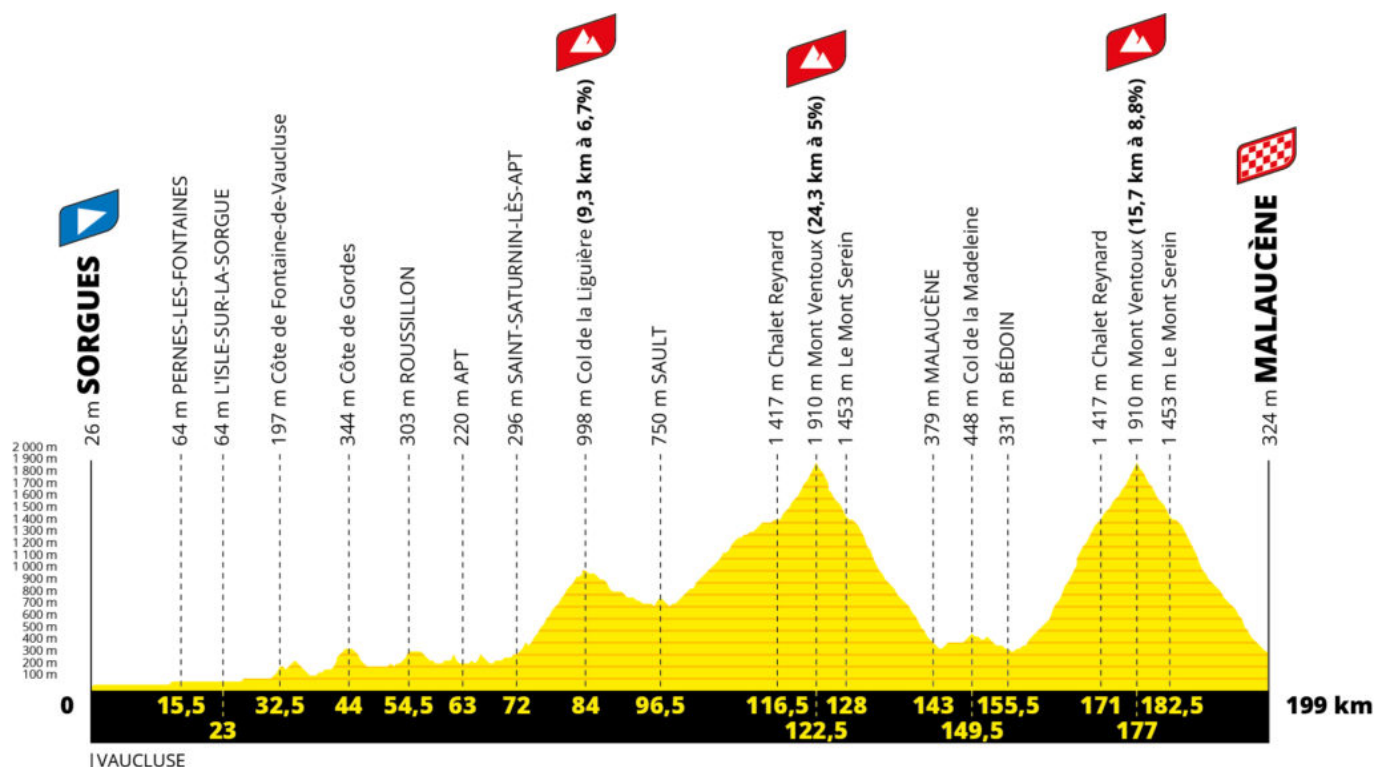 26 m SORGUES
64 m PERNES-LES-FONTAINES
64 m L'ISLE-SUR-LA-SORGUE
197 m Côte de Fontaine-de-Vaucluse
344 m Côte de Gordes
303 m ROUSSILLON
220 m APT
296 m SAINT-SATURNIN-LÈS-APT
998 m Col de la Liguière (9,3 km à 6,7%)
750 m SAULT
1 417 m Chalet Reynard
1 910 m Mont Ventoux (24,3 km à 5%)
1 453 m Le Mont Serein
379 m MALAUCÈNE
448 m Col de la Madeleine
331 m BÉDOIN
1 417 m Chalet Reynard
1 910 m Mont Ventoux (15,7 km à 8,8%)
1 453 m Le Mont Serein
324 m MALAUCÈNE
2 000 m
1 900 m
1 800 m
1 700 m
1 600 m
1 500 m
1 400 m
1 300 m
1 200 m
1 100 m
1 000 m
900 m
800 m
700 m
600 m
500 m
400 m
300 m
200 m
100 m
0 15,5 32,5 44 54,5 63 72 84 96,5 116,5 128 143 155,5 171 182,5 199 km
23 122,5 149,5 177
VAUCLUSE